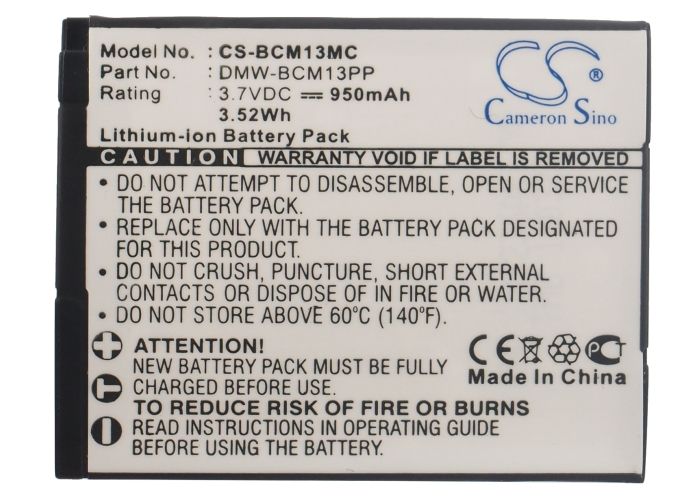 Model No. : CS-BCM13MC
Part No. : DMW-BCM13PP
Rating : 3.7VDC ⎓ 950mAh
3.52Wh
Lithium-ion Battery Pack
CS ®
Cameron Sino
CAUTION WARRANTY VOID IF LABEL IS REMOVED
• DO NOT ATTEMPT TO DISASSEMBLE, OPEN OR SERVICE
THE BATTERY PACK.
• REPLACE ONLY WITH THE BATTERY PACK DESIGNATED
FOR THIS PRODUCT.
• DO NOT CRUSH, PUNCTURE, SHORT EXTERNAL
CONTACTS OR DISPOSE OF IN FIRE OR WATER.
• DO NOT STORE ABOVE 60°C (140°F).
ATTENTION!
NEW BATTERY PACK MUST BE FULLY
CHARGED BEFORE USE
TO REDUCE RISK OF FIRE OR BURNS
READ INSTRUCTIONS IN BATTERY GUIDE
CE PCT
Made In China